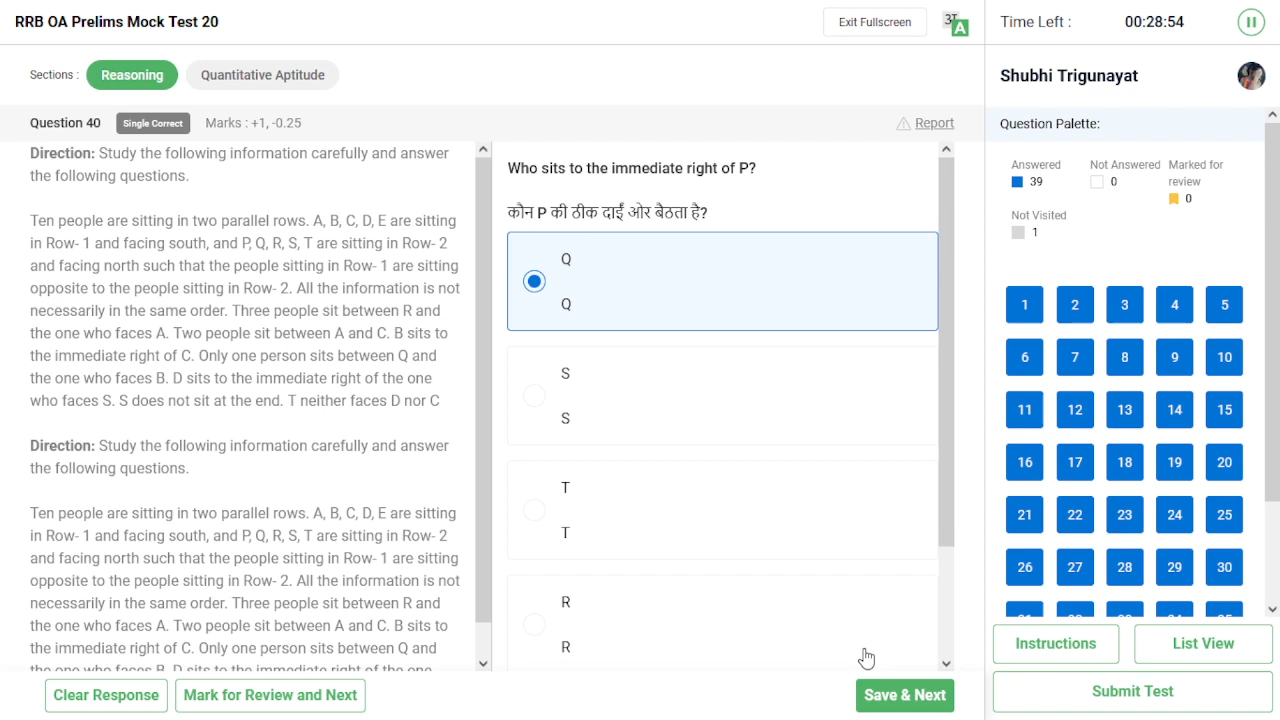 RRB OA Prelims Mock Test 20
Exit Fullscreen
Time Left :
00:28:54
Sections :
Reasoning
Quantitative Aptitude
Shubhi Trigunayat
Question 40
Single Correct
Marks : +1, -0.25
Report
Question Palette:
Direction: Study the following information carefully and answer
the following questions.
Ten people are sitting in two parallel rows. A, B, C, D, E are sitting
in Row- 1 and facing south, and P, Q, R, S, T are sitting in Row- 2
and facing north such that the people sitting in Row- 1 are sitting
opposite to the people sitting in Row- 2. All the information is not
necessarily in the same order. Three people sit between R and
the one who faces A. Two people sit between A and C. B sits to
the immediate right of C. Only one person sits between Q and
the one who faces B. D sits to the immediate right of the one
who faces S. S does not sit at the end. T neither faces D nor C
Direction: Study the following information carefully and answer
the following questions.
Ten people are sitting in two parallel rows. A, B, C, D, E are sitting
in Row- 1 and facing south, and P, Q, R, S, T are sitting in Row- 2
and facing north such that the people sitting in Row- 1 are sitting
opposite to the people sitting in Row- 2. All the information is not
necessarily in the same order. Three people sit between R and
the one who faces A. Two people sit between A and C. B sits to
the immediate right of C. Only one person sits between Q and
the one who faces B. D sits to the immediate right of the one
Who sits to the immediate right of P?
कौन P की ठीक दाईं ओर बैठता है?
Q
Q
S
S
T
T
R
R
Answered
39
Not Answered
0
Marked for
review
0
Not Visited
1
1 2 3 4 5
6 7 8 9 10
11 12 13 14 15
16 17 18 19 20
21 22 23 24 25
26 27 28 29 30
Instructions
List View
Clear Response
Mark for Review and Next
Save & Next
Submit Test